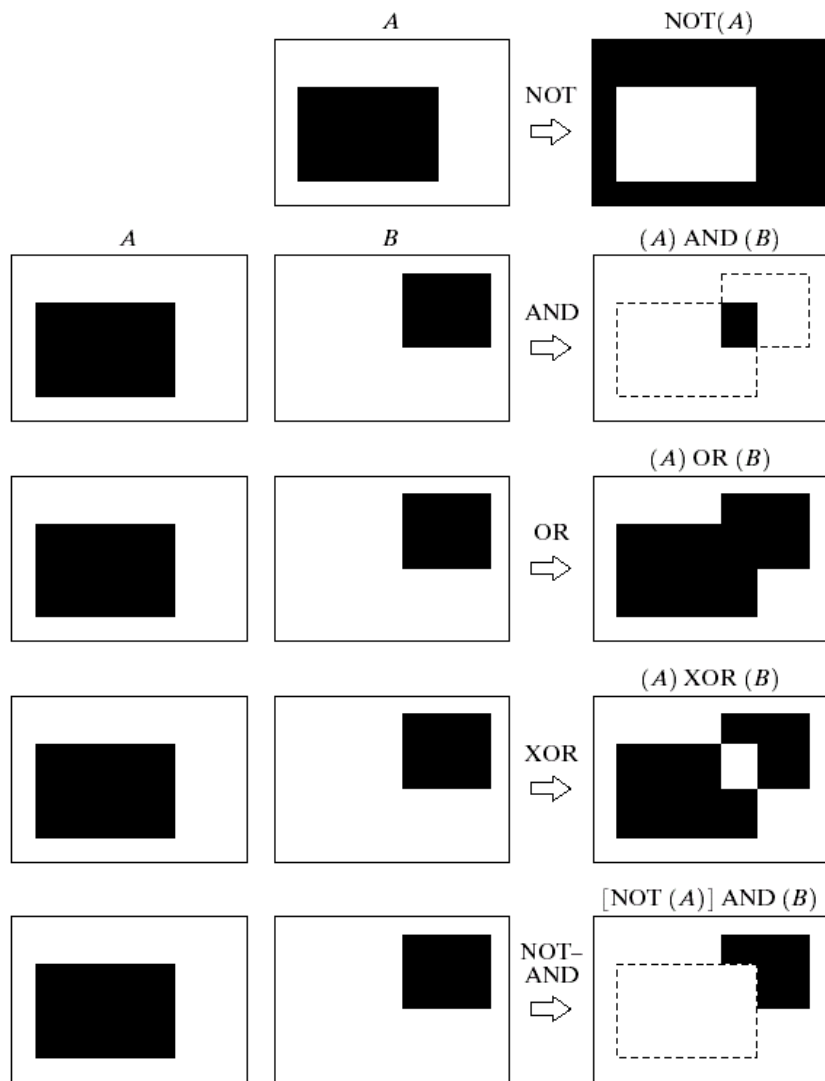 A
NOT(A)
NOT
A
B
(A) AND (B)
AND
(A) OR (B)
OR
(A) XOR (B)
XOR
[NOT (A)] AND (B)
NOT–
AND